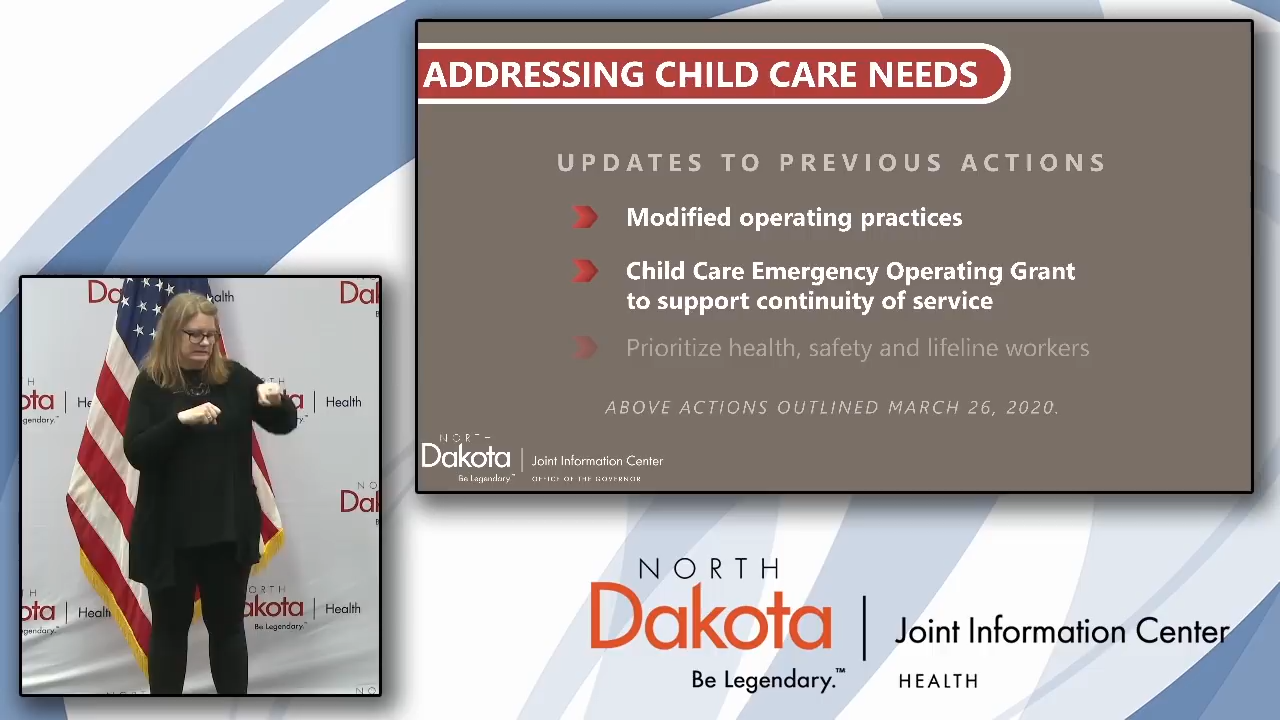 ADDRESSING CHILD CARE NEEDS
UPDATES TO PREVIOUS ACTIONS
Modified operating practices
Child Care Emergency Operating Grant
to support continuity of service
Prioritize health, safety and lifeline workers
ABOVE ACTIONS OUTLINED MARCH 26, 2020.
NORTH
Dakota | Joint Information Center
Be Legendary.™ OFFICE OF THE GOVERNOR
Health
Health
akota | Health
Be Legendary.™
NORTH
Dakota | Joint Information Center
Be Legendary.™ HEALTH